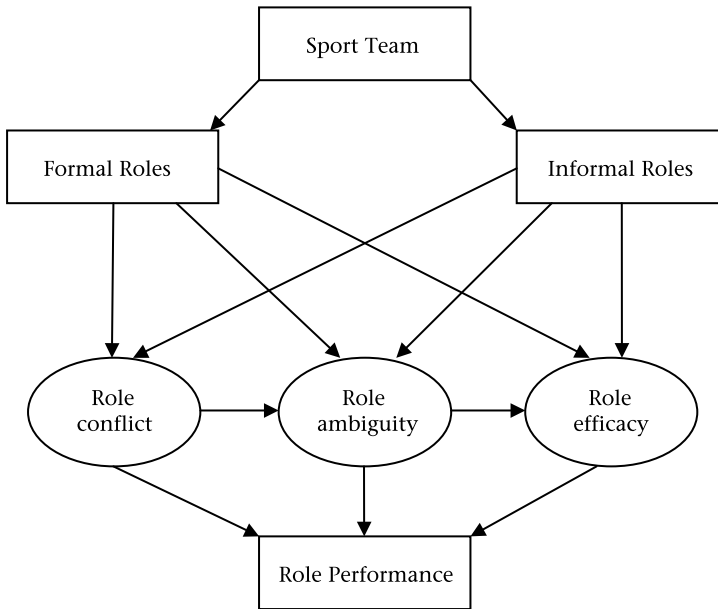 Sport Team
Formal Roles
Informal Roles
Role
conflict
Role
ambiguity
Role
efficacy
Role Performance